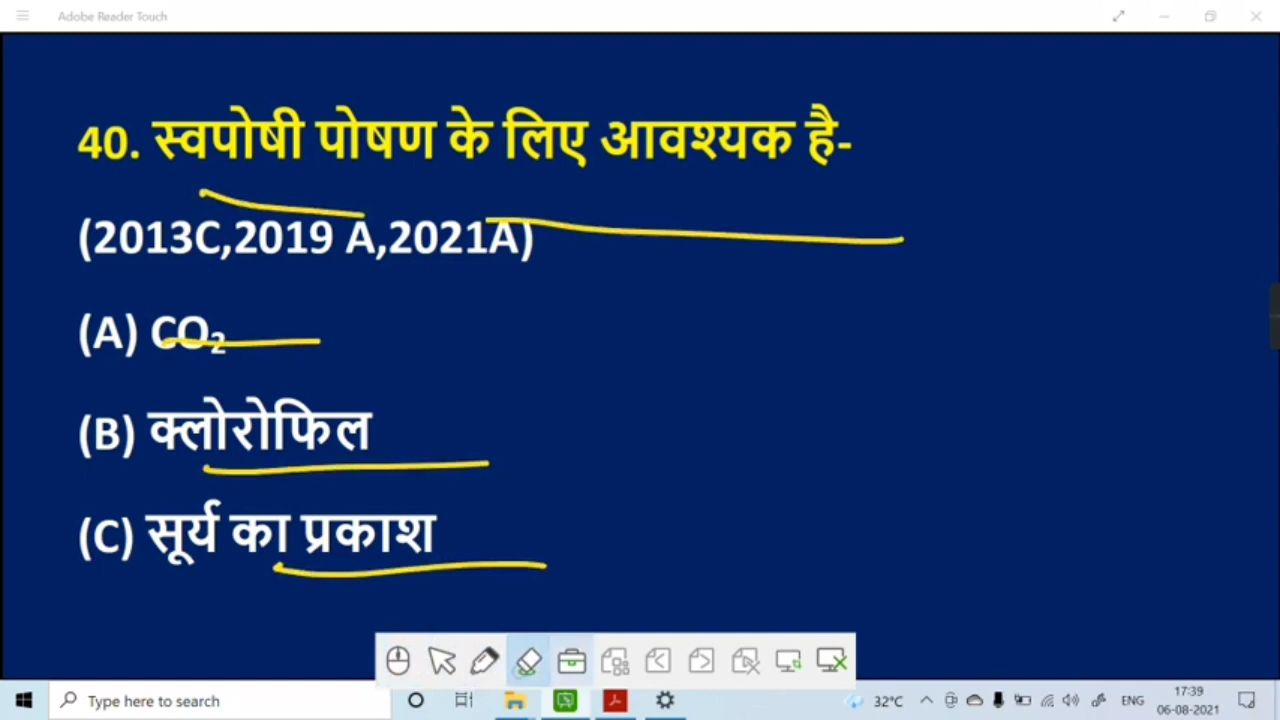 Adobe Reader Touch
40. स्वपोषी पोषण के लिए आवश्यक है-
(2013C,2019 A,2021A)
(A) CO₂
(B) क्लोरोफिल
(C) सूर्य का प्रकाश
Type here to search
32°C
ENG
17:39
06-08-2021